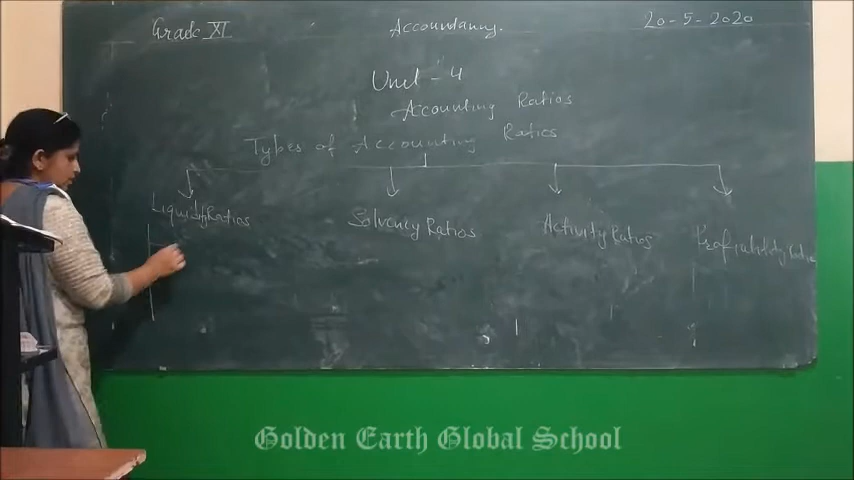 Grade XI Accountancy. 20-5-2020
Unit - 4
Accounting Ratios
Types of Accounting Ratios
Liquidity Ratios Solvency Ratios Activity Ratios Profitability Ratios
Golden Earth Global School